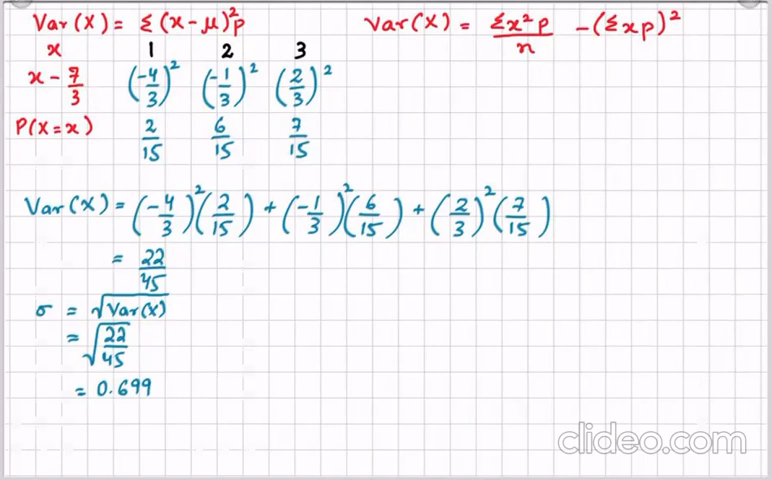 Var(X) = Σ(x-μ)²p Var(X) = Σx²p/n -(Σxp)²
x 1 2 3
x - 7/3 (-4/3)² (-1/3)² (2/3)²
P(X=x) 2/15 6/15 7/15
Var(X) = (-4/3)²(2/15) + (-1/3)²(6/15) + (2/3)²(7/15)
= 22/45
σ = √Var(X)
= √22/45
= 0.699
clideo.com